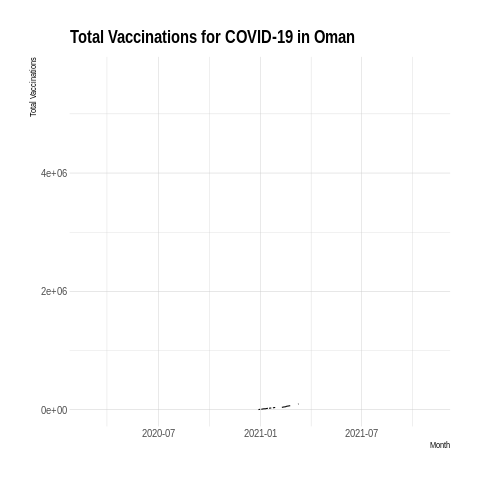 Total Vaccinations for COVID-19 in Oman
Total Vaccinations
4e+06
2e+06
0e+00
2020-07 2021-01 2021-07
Month